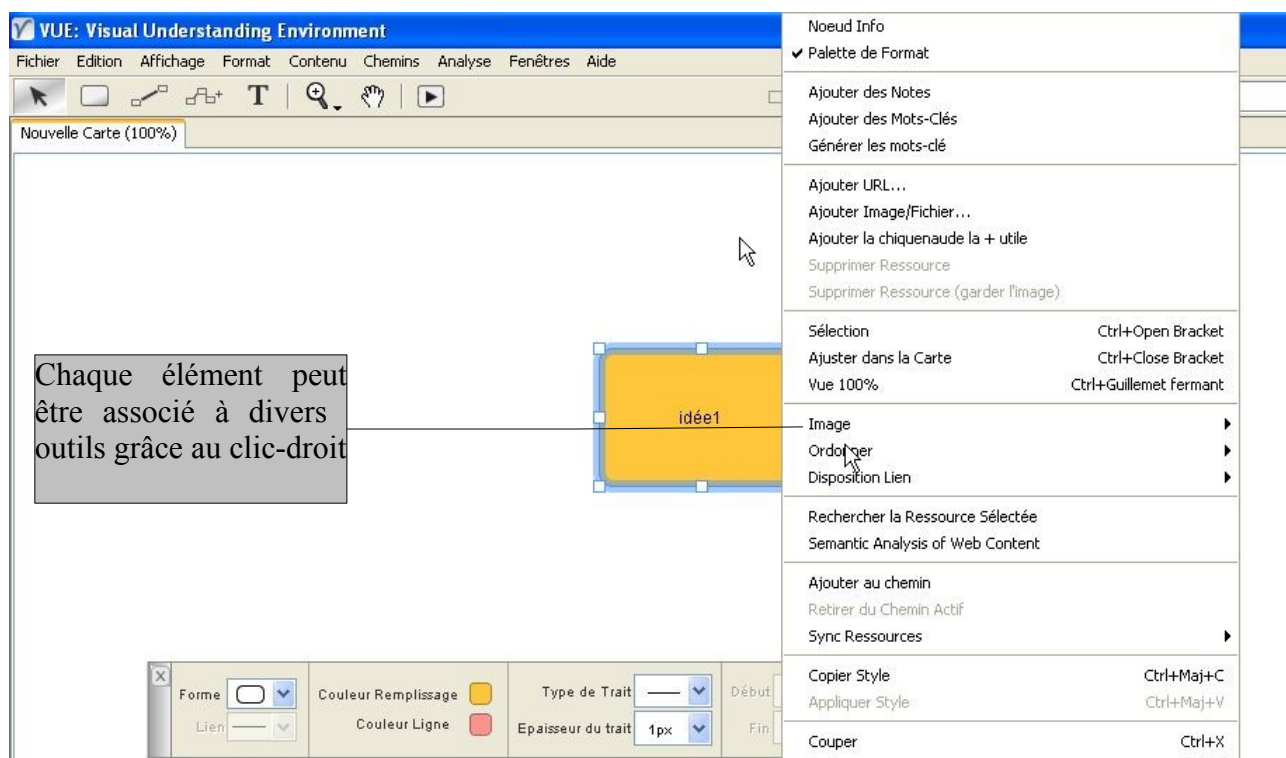 VUE: Visual Understanding Environment
Fichier Edition Affichage Format Contenu Chemins Analyse Fenêtres Aide
T
Nouvelle Carte (100%)
Chaque élément peut
être associé à divers
outils grâce au clic-droit
idée1
Noeud Info
Palette de Format
Ajouter des Notes
Ajouter des Mots-Clés
Générer les mots-clé
Ajouter URL...
Ajouter Image/Fichier...
Ajouter la chiquenaude la + utile
Supprimer Ressource
Supprimer Ressource (garder l'image)
Sélection Ctrl+Open Bracket
Ajuster dans la Carte Ctrl+Close Bracket
Vue 100% Ctrl+Guillemet fermant
Image
Ordonner
Disposition Lien
Rechercher la Ressource Sélectée
Semantic Analysis of Web Content
Ajouter au chemin
Retirer du Chemin Actif
Sync Ressources
Copier Style Ctrl+Maj+C
Appliquer Style Ctrl+Maj+V
Couper Ctrl+X
Forme Couleur Remplissage Type de Trait Début
Lien Couleur Ligne Epaisseur du trait 1px Fin